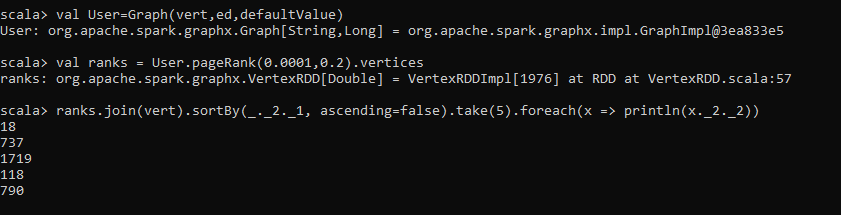 scala> val User=Graph(vert,ed,defaultValue)
User: org.apache.spark.graphx.Graph[String,Long] = org.apache.spark.graphx.impl.GraphImpl@3ea833e5
scala> val ranks = User.pageRank(0.0001,0.2).vertices
ranks: org.apache.spark.graphx.VertexRDD[Double] = VertexRDDImpl[1976] at RDD at VertexRDD.scala:57
scala> ranks.join(vert).sortBy(_._2._1, ascending=false).take(5).foreach(x => println(x._2._2))
18
737
1719
118
790